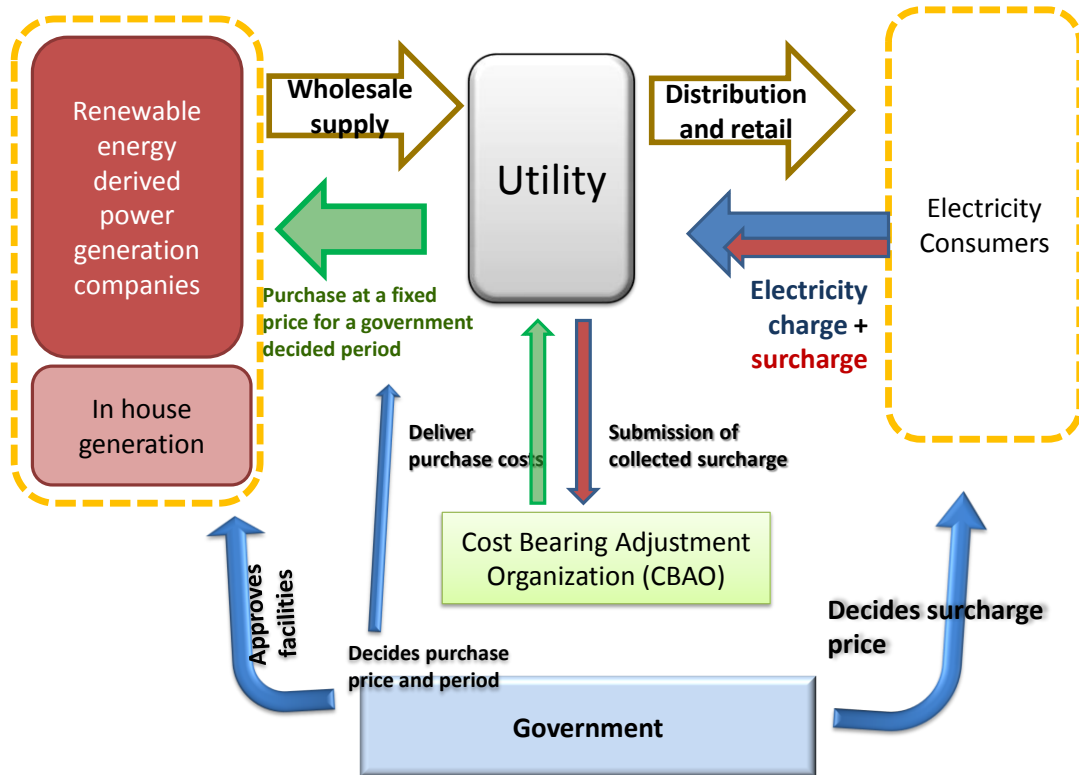 Renewable
energy
derived
power
generation
companies
In house
generation
Wholesale
supply
Utility
Distribution
and retail
Electricity
Consumers
Purchase at a fixed
price for a government
decided period
Electricity
charge +
surcharge
Deliver
purchase costs
Submission of
collected surcharge
Cost Bearing Adjustment
Organization (CBAO)
Approves
facilities
Decides purchase
price and period
Decides surcharge
price
Government